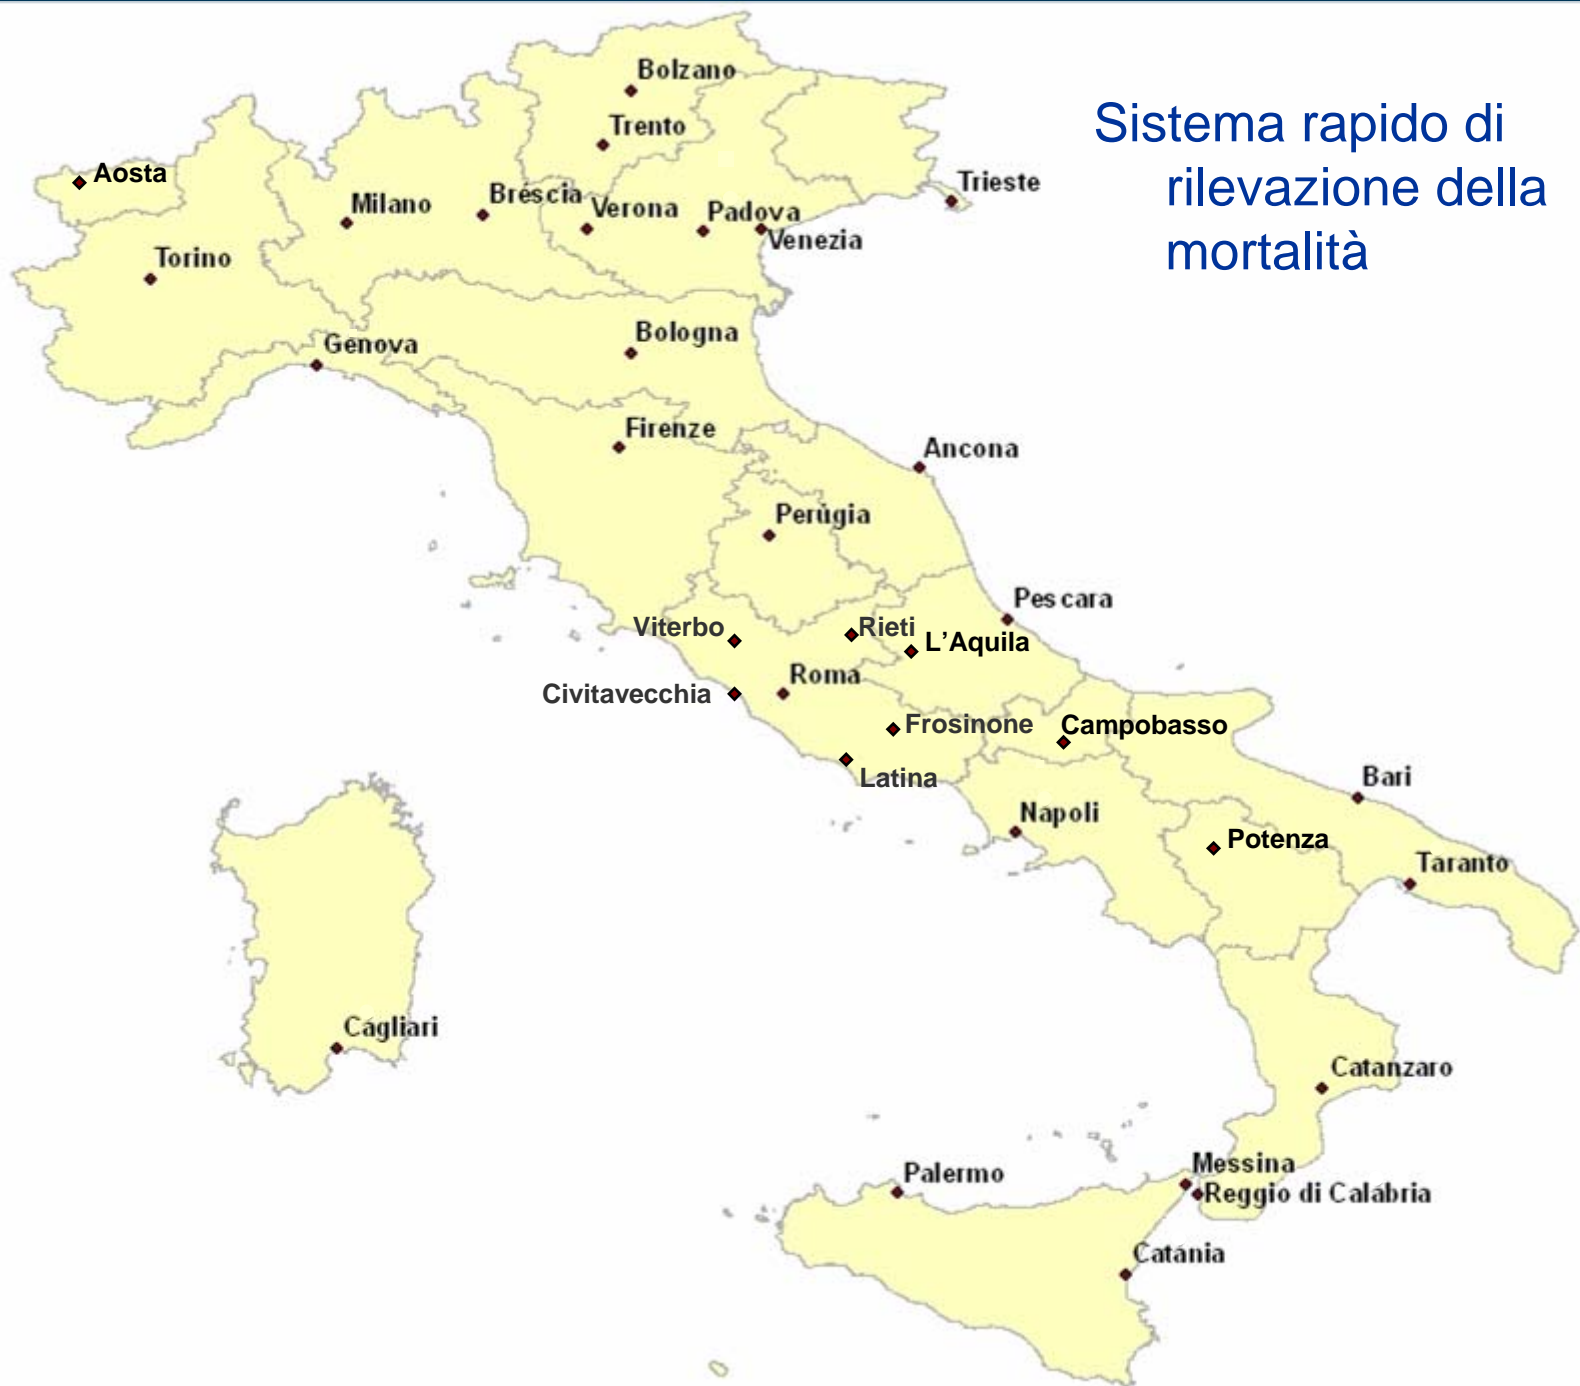 Sistema rapido di
rilevazione della
mortalità
Bolzano
Trento
Aosta
Trieste
Milano
Bréscia
Verona
Padova
Venezia
Torino
Bologna
Genova
Firenze
Ancona
Perùgia
Pescara
Viterbo
Rieti
L’Aquila
Roma
Civitavecchia
Frosinone
Campobasso
Latina
Bari
Napoli
Potenza
Taranto
Cágliari
Catanzaro
Messina
Palermo
Reggio di Calábria
Catánia